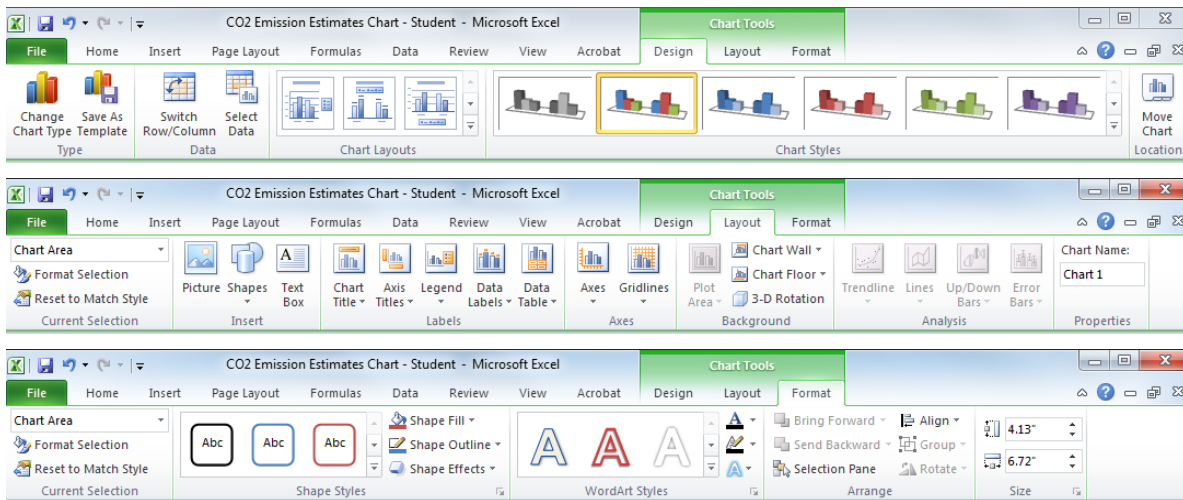 CO2 Emission Estimates Chart - Student - Microsoft Excel
Chart Tools
File Home Insert Page Layout Formulas Data Review View Acrobat Design Layout Format
Change Chart Type
Save As Template
Switch Row/Column
Select Data
Move Chart
Type Data Chart Layouts Chart Styles Location
CO2 Emission Estimates Chart - Student - Microsoft Excel
Chart Tools
File Home Insert Page Layout Formulas Data Review View Acrobat Design Layout Format
Chart Area
Format Selection
Reset to Match Style
Picture Shapes Text Box
Chart Title Axis Titles Legend Data Labels Data Table
Axes Gridlines
Plot Area
Chart Wall
Chart Floor
3-D Rotation
Trendline Lines Up/Down Bars Error Bars
Chart Name:
Chart 1
Current Selection Insert Labels Axes Background Analysis Properties
CO2 Emission Estimates Chart - Student - Microsoft Excel
Chart Tools
File Home Insert Page Layout Formulas Data Review View Acrobat Design Layout Format
Chart Area
Format Selection
Reset to Match Style
Abc Abc Abc
Shape Fill
Shape Outline
Shape Effects
A A A
A
A
Bring Forward
Send Backward
Selection Pane
Align
Group
Rotate
4.13"
6.72"
Current Selection Shape Styles WordArt Styles Arrange Size